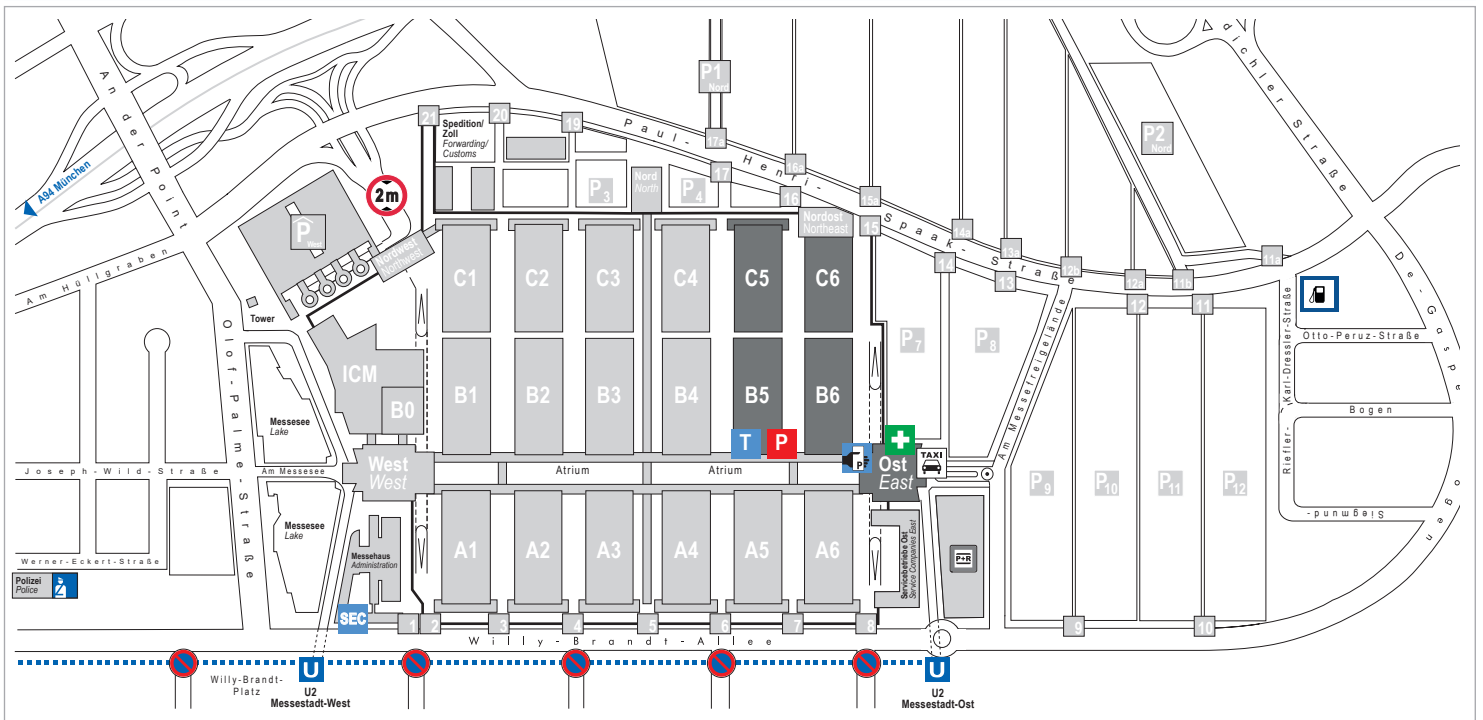 An der Point
A94 München
Am Hüllgraben
Olof-Palme-Straße
Joseph-Wild-Straße
Werner-Eckert-Straße
Polizei
Police
P
West
2m
Tower
Nordwest
Northwest
Spedition/
Zoll
Forwarding/
Customs
21
20
19
P3
Nord
North
P4
17
17a
16a
16
15a
15
14a
14
13a
13
12b
12a
12
11b
11
P1
Nord
P2
Nord
Nordost
Northeast
Paul-Henri-Spaak-Straße
De-Gaspe
ogen
dichler Straße
Karl-Dressler-Straße
Otto-Peruz-Straße
Bogen
Riefler-
Siegmund-
Am Messefreigelände
C1
C2
C3
C4
C5
C6
P7
P8
ICM
B0
B1
B2
B3
B4
B5
B6
T
P
Messesee
Lake
Am Messesee
West
West
Atrium
Atrium
P
Ost
East
TAXI
P9
P10
P11
P12
Messesee
Lake
Messehaus
Administration
A1
A2
A3
A4
A5
A6
Servicebetriebe Ost
Service Companies East
P+R
SEC
1
2
3
4
5
6
7
8
9
10
Willy-Brandt-Allee
Willy-Brandt-
Platz
U
U2
Messestadt-West
U
U2
Messestadt-Ost